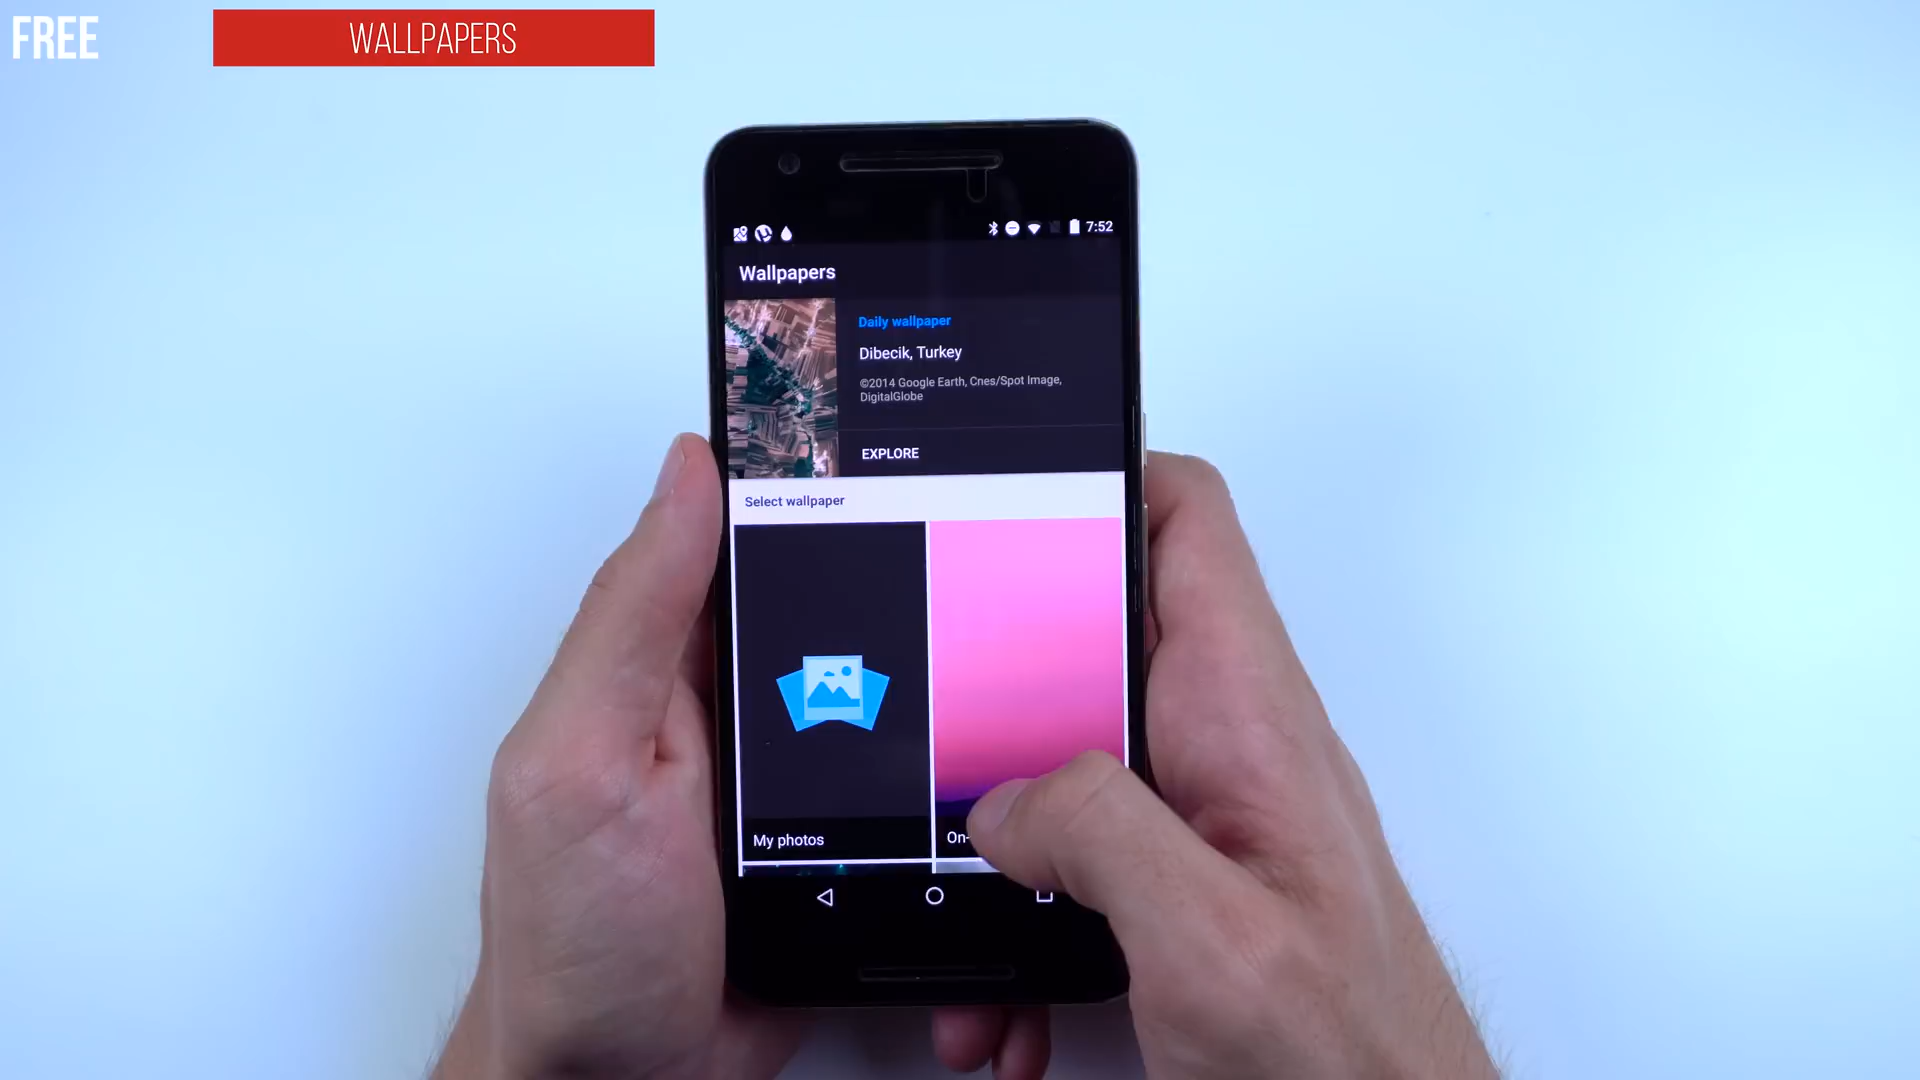 FREE
WALLPAPERS
7:52
Wallpapers
Daily wallpaper
Dibecik, Turkey
©2014 Google Earth, Cnes/Spot Image,
DigitalGlobe
EXPLORE
Select wallpaper
My photos
On-